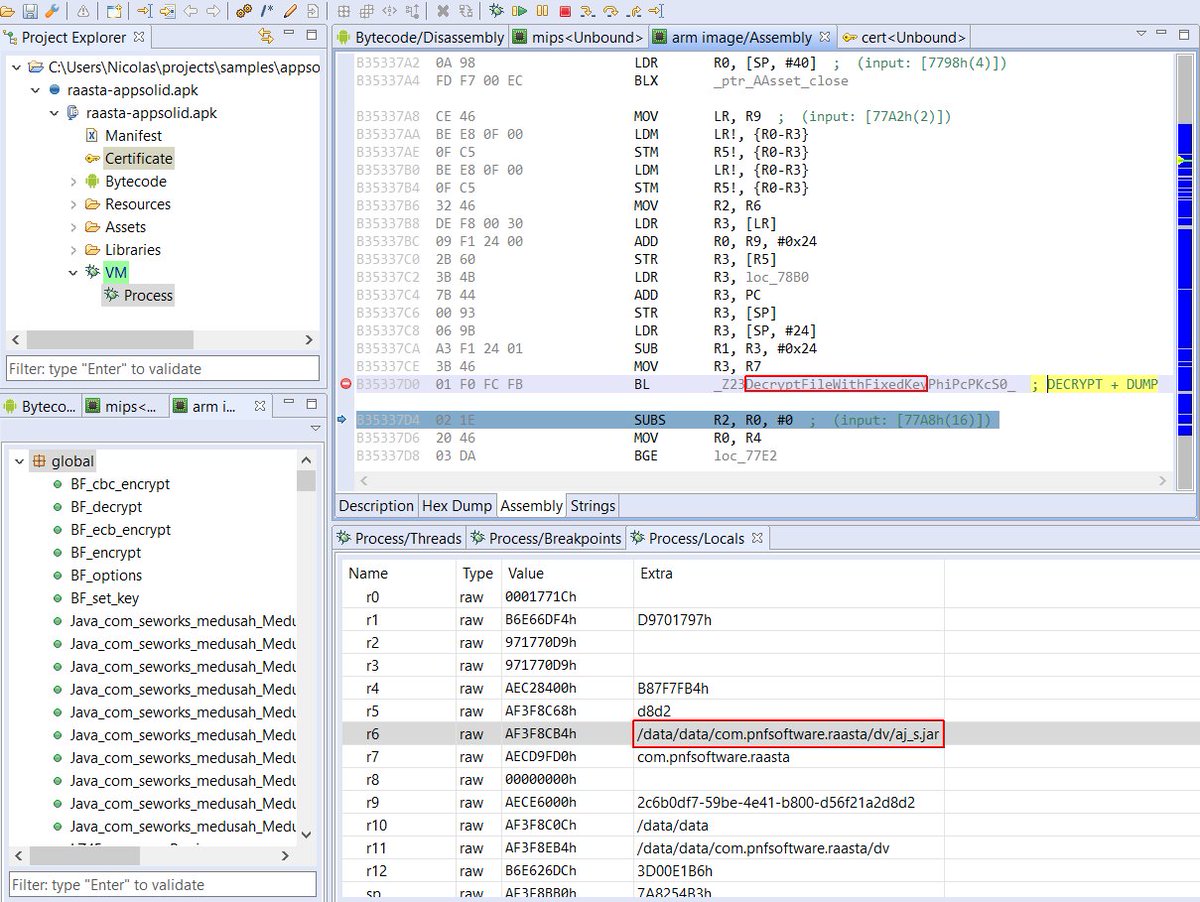 Project Explorer
C:\Users\Nicolas\projects\samples\appso
raasta-appsolid.apk
raasta-appsolid.apk
Manifest
Certificate
Bytecode
Resources
Assets
Libraries
VM
Process
Filter: type "Enter" to validate
Byteco... mips<... arm i...
global
BF_cbc_encrypt
BF_decrypt
BF_ecb_encrypt
BF_encrypt
BF_options
BF_set_key
Java_com_seworks_medusah_Medu
Java_com_seworks_medusah_Medu
Java_com_seworks_medusah_Medu
Java_com_seworks_medusah_Medu
Java_com_seworks_medusah_Medu
Java_com_seworks_medusah_Medu
Java_com_seworks_medusah_Medu
Java_com_seworks_medusah_Medu
Java_com_seworks_medusah_Medu
Java_com_seworks_medusah_Medu
Filter: type "Enter" to validate
Bytecode/Disassembly mips<Unbound> arm image/Assembly cert<Unbound>
B35337A2 0A 98 LDR R0, [SP, #40] ; (input: [7798h(4)])
B35337A4 FD F7 00 EC BLX _ptr_AAsset_close
B35337A8 CE 46 MOV LR, R9 ; (input: [77A2h(2)])
B35337AA BE E8 0F 00 LDM LR!, {R0-R3}
B35337AE 0F C5 STM R5!, {R0-R3}
B35337B0 BE E8 0F 00 LDM LR!, {R0-R3}
B35337B4 0F C5 STM R5!, {R0-R3}
B35337B6 32 46 MOV R2, R6
B35337B8 DE F8 00 30 LDR R3, [LR]
B35337BC 09 F1 24 00 ADD R0, R9, #0x24
B35337C0 2B 60 STR R3, [R5]
B35337C2 3B 4B LDR R3, loc_78B0
B35337C4 7B 44 ADD R3, PC
B35337C6 00 93 STR R3, [SP]
B35337C8 06 9B LDR R3, [SP, #24]
B35337CA A3 F1 24 01 SUB R1, R3, #0x24
B35337CE 3B 46 MOV R3, R7
B35337D0 01 F0 FC FB BL _Z23DecryptFileWithFixedKeyPhiPcPKcS0_ ; DECRYPT + DUMP
B35337D4 02 1E SUBS R2, R0, #0 ; (input: [77A8h(16)])
B35337D6 20 46 MOV R0, R4
B35337D8 03 DA BGE loc_77E2
Description Hex Dump Assembly Strings
Process/Threads Process/Breakpoints Process/Locals
Name Type Value Extra
r0 raw 0001771Ch
r1 raw B6E66DF4h D9701797h
r2 raw 971770D9h
r3 raw 971770D9h
r4 raw AEC28400h B87F7FB4h
r5 raw AF3F8C68h d8d2
r6 raw AF3F8CB4h /data/data/com.pnfsoftware.raasta/dv/aj_s.jar
r7 raw AECD9FD0h com.pnfsoftware.raasta
r8 raw 00000000h
r9 raw AECE6000h 2c6b0df7-59be-4e41-b800-d56f21a2d8d2
r10 raw AF3F8C0Ch /data/data
r11 raw AF3F8EB4h /data/data/com.pnfsoftware.raasta/dv
r12 raw B6E626DCh 3D00E1B6h
sp raw AF3F8BB0h 7A8254B3h